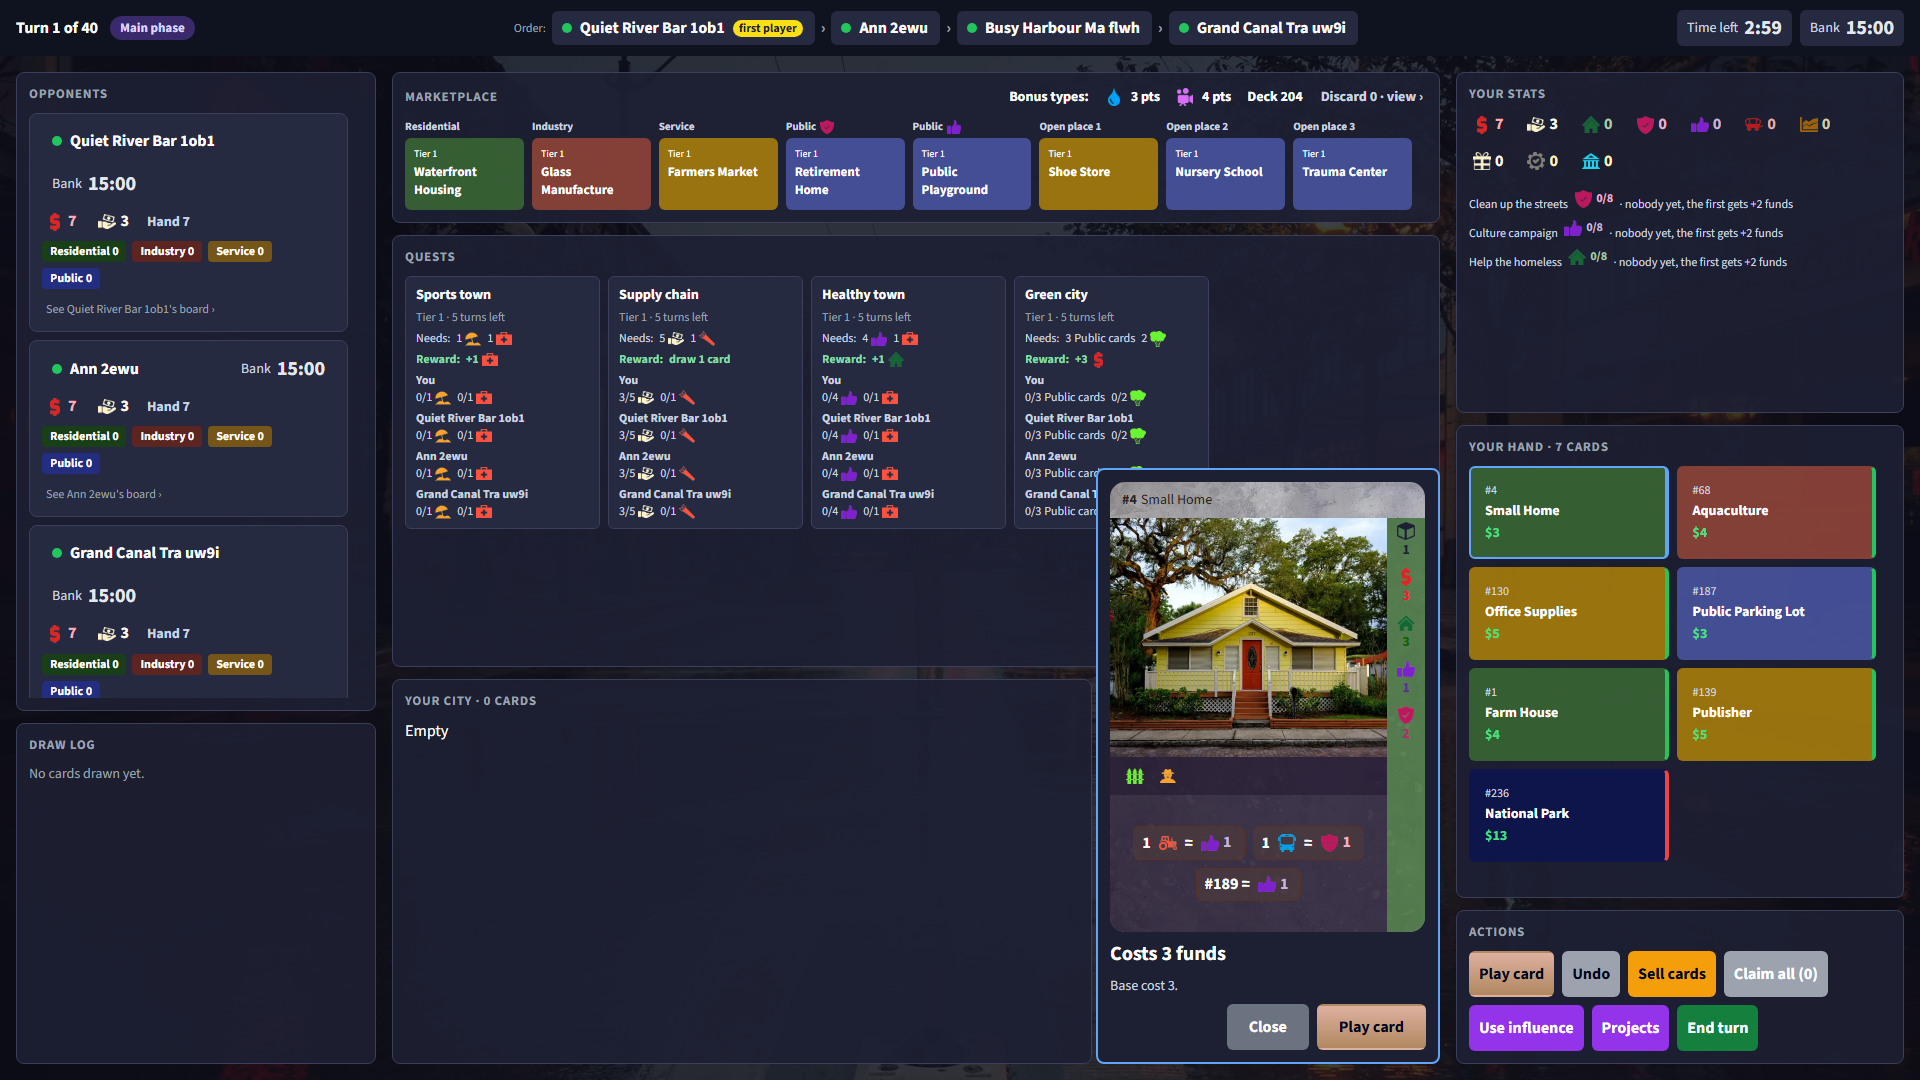 Turn 1 of 40 Main phase
Order: Quiet River Bar 1ob1 first player › Ann 2ewu › Busy Harbour Ma flwh › Grand Canal Tra uw9i
Time left 2:59 Bank 15:00
OPPONENTS
Quiet River Bar 1ob1
Bank 15:00
7 3 Hand 7
Residential 0 Industry 0 Service 0
Public 0
See Quiet River Bar 1ob1's board ›
Ann 2ewu Bank 15:00
7 3 Hand 7
Residential 0 Industry 0 Service 0
Public 0
See Ann 2ewu's board ›
Grand Canal Tra uw9i
Bank 15:00
7 3 Hand 7
Residential 0 Industry 0 Service 0
Public 0
DRAW LOG
No cards drawn yet.
MARKETPLACE
Bonus types: 3 pts 4 pts Deck 204 Discard 0 · view ›
Residential Industry Service Public Public Open place 1 Open place 2 Open place 3
Tier 1 Waterfront Housing
Tier 1 Glass Manufacture
Tier 1 Farmers Market
Tier 1 Retirement Home
Tier 1 Public Playground
Tier 1 Shoe Store
Tier 1 Nursery School
Tier 1 Trauma Center
QUESTS
Sports town
Tier 1 · 5 turns left
Needs: 1 1
Reward: +1
You
0/1 0/1
Quiet River Bar 1ob1
0/1 0/1
Ann 2ewu
0/1 0/1
Grand Canal Tra uw9i
0/1 0/1
Supply chain
Tier 1 · 5 turns left
Needs: 5 1
Reward: draw 1 card
You
3/5 0/1
Quiet River Bar 1ob1
3/5 0/1
Ann 2ewu
3/5 0/1
Grand Canal Tra uw9i
3/5 0/1
Healthy town
Tier 1 · 5 turns left
Needs: 4 1
Reward: +1
You
0/4 0/1
Quiet River Bar 1ob1
0/4 0/1
Ann 2ewu
0/4 0/1
Grand Canal Tra uw9i
0/4 0/1
Green city
Tier 1 · 5 turns left
Needs: 3 Public cards 2
Reward: +3
You
0/3 Public cards 0/2
Quiet River Bar 1ob1
0/3 Public cards 0/2
Ann 2ewu
0/3 Public
Grand Canal
0/3 Public
YOUR CITY · 0 CARDS
Empty
#4 Small Home
1
3
3
1
2
1 = 1 1 = 1
#189 = 1
Costs 3 funds
Base cost 3.
Close Play card
YOUR STATS
7 3 0 0 0 0 0
0 0 0
Clean up the streets 0/8 · nobody yet, the first gets +2 funds
Culture campaign 0/8 · nobody yet, the first gets +2 funds
Help the homeless 0/8 · nobody yet, the first gets +2 funds
YOUR HAND · 7 CARDS
#4 Small Home $3
#68 Aquaculture $4
#130 Office Supplies $5
#187 Public Parking Lot $3
#1 Farm House $4
#139 Publisher $5
#236 National Park $13
ACTIONS
Play card Undo Sell cards Claim all (0)
Use influence Projects End turn